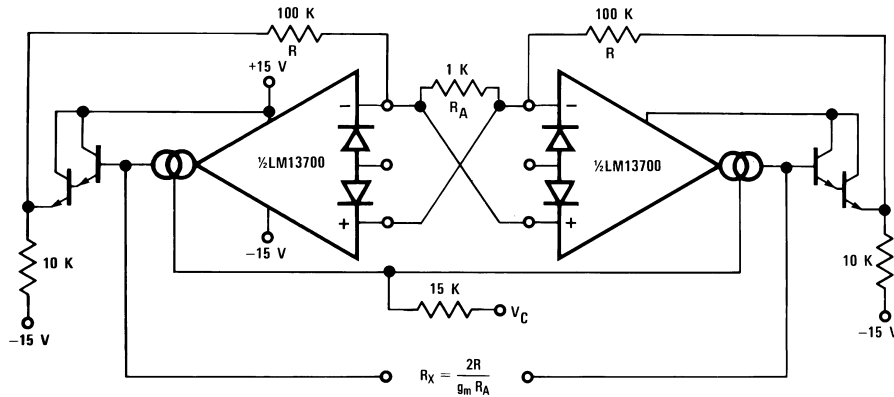 100 K
R
100 K
R
+15 V
1 K
R_A
−
−
½LM13700
½LM13700
+
+
−15 V
10 K
−15 V
15 K
V_C
10 K
−15 V
R_X = 2R / g_m R_A